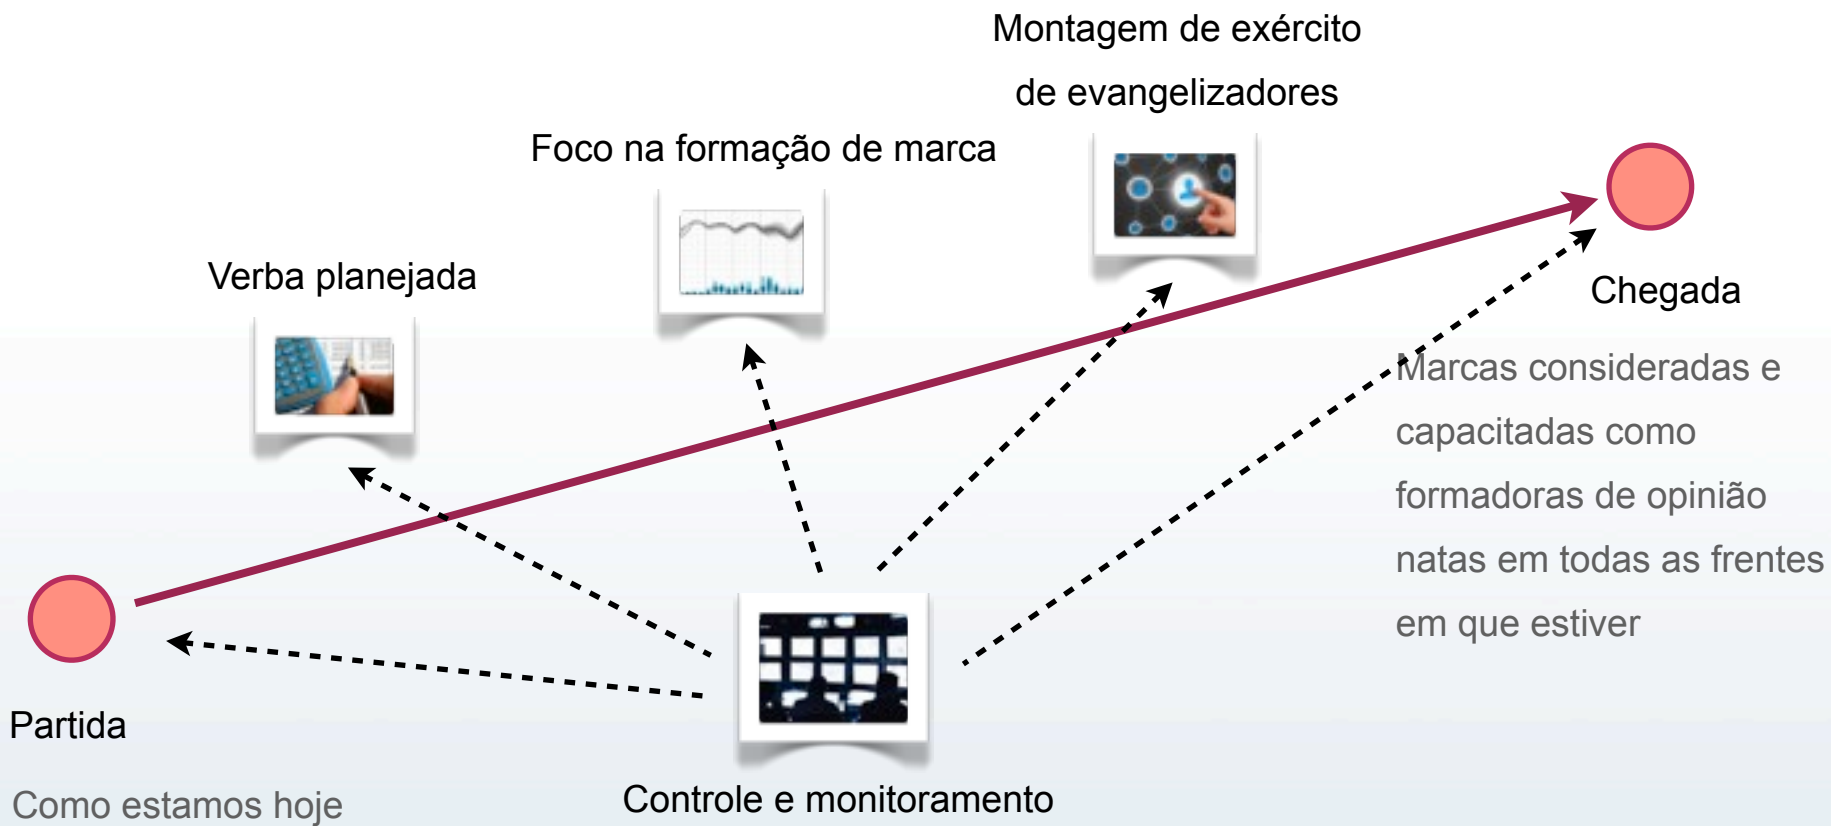 Montagem de exército
de evangelizadores
Foco na formação de marca
Verba planejada
Chegada
Marcas consideradas e
capacitadas como
formadoras de opinião
natas em todas as frentes
em que estiver
Partida
Como estamos hoje
Controle e monitoramento